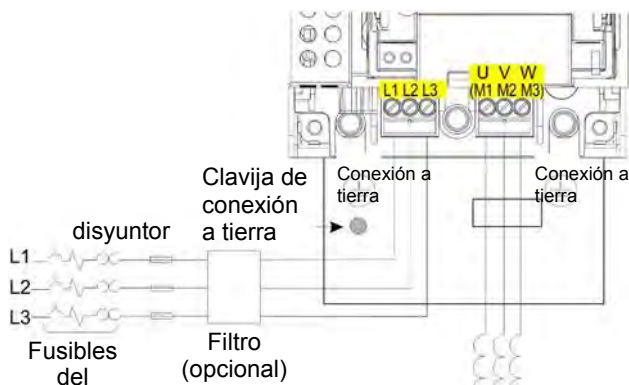 U V W
L1 L2 L3
(M1 M2 M3)
Clavija de
conexión
a tierra
Conexión a
tierra
Conexión a
tierra
disyuntor
L1
L2
L3
Fusibles
del
Filtro
(opcional)